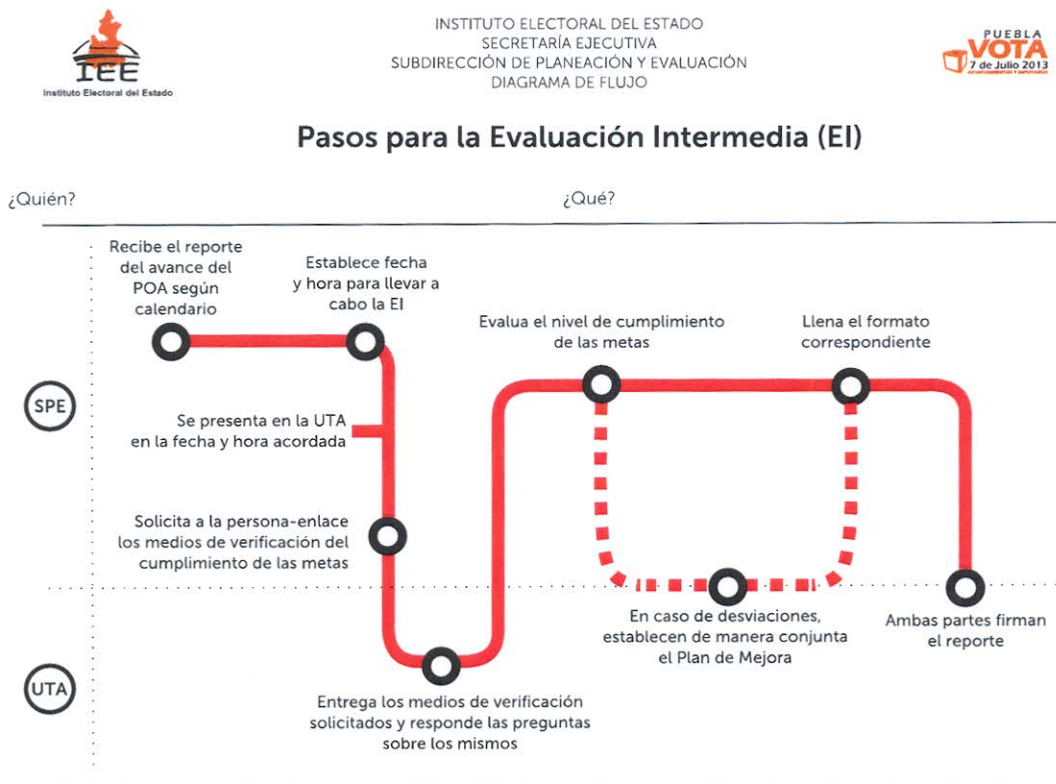 IEE
Instituto Electoral del Estado
INSTITUTO ELECTORAL DEL ESTADO
SECRETARÍA EJECUTIVA
SUBDIRECCIÓN DE PLANEACIÓN Y EVALUACIÓN
DIAGRAMA DE FLUJO
PUEBLA
VOTA
7 de Julio 2013
AYUNTAMIENTOS Y DIPUTADOS
Pasos para la Evaluación Intermedia (EI)
¿Quién?
¿Qué?
Recibe el reporte
del avance del
POA según
calendario
Establece fecha
y hora para llevar a
cabo la EI
Evalua el nivel de cumplimiento
de las metas
Llena el formato
correspondiente
SPE
Se presenta en la UTA
en la fecha y hora acordada
Solicita a la persona-enlace
los medios de verificación del
cumplimiento de las metas
En caso de desviaciones,
establecen de manera conjunta
el Plan de Mejora
Ambas partes firman
el reporte
UTA
Entrega los medios de verificación
solicitados y responde las preguntas
sobre los mismos